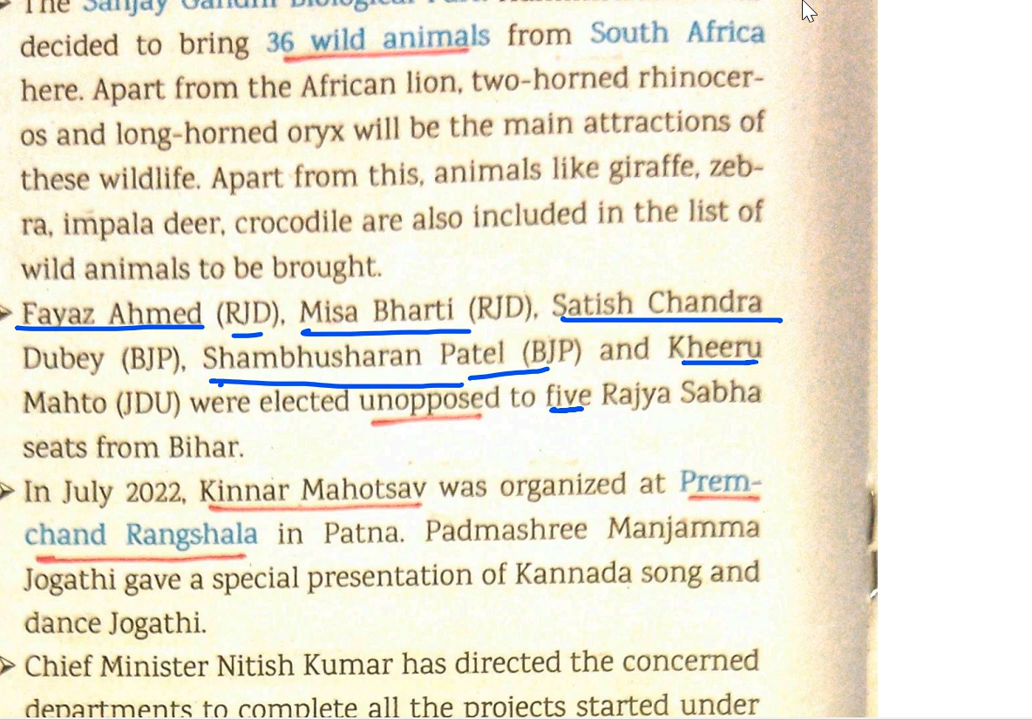 The Sanjay Gandhi Biological Park
decided to bring 36 wild animals from South Africa
here. Apart from the African lion, two-horned rhinocer-
os and long-horned oryx will be the main attractions of
these wildlife. Apart from this, animals like giraffe, zeb-
ra, impala deer, crocodile are also included in the list of
wild animals to be brought.
➢ Fayaz Ahmed (RJD), Misa Bharti (RJD), Satish Chandra
Dubey (BJP), Shambhusharan Patel (BJP) and Kheeru
Mahto (JDU) were elected unopposed to five Rajya Sabha
seats from Bihar.
➢ In July 2022, Kinnar Mahotsav was organized at Prem-
chand Rangshala in Patna. Padmashree Manjamma
Jogathi gave a special presentation of Kannada song and
dance Jogathi.
➢ Chief Minister Nitish Kumar has directed the concerned
departments to complete all the projects started under